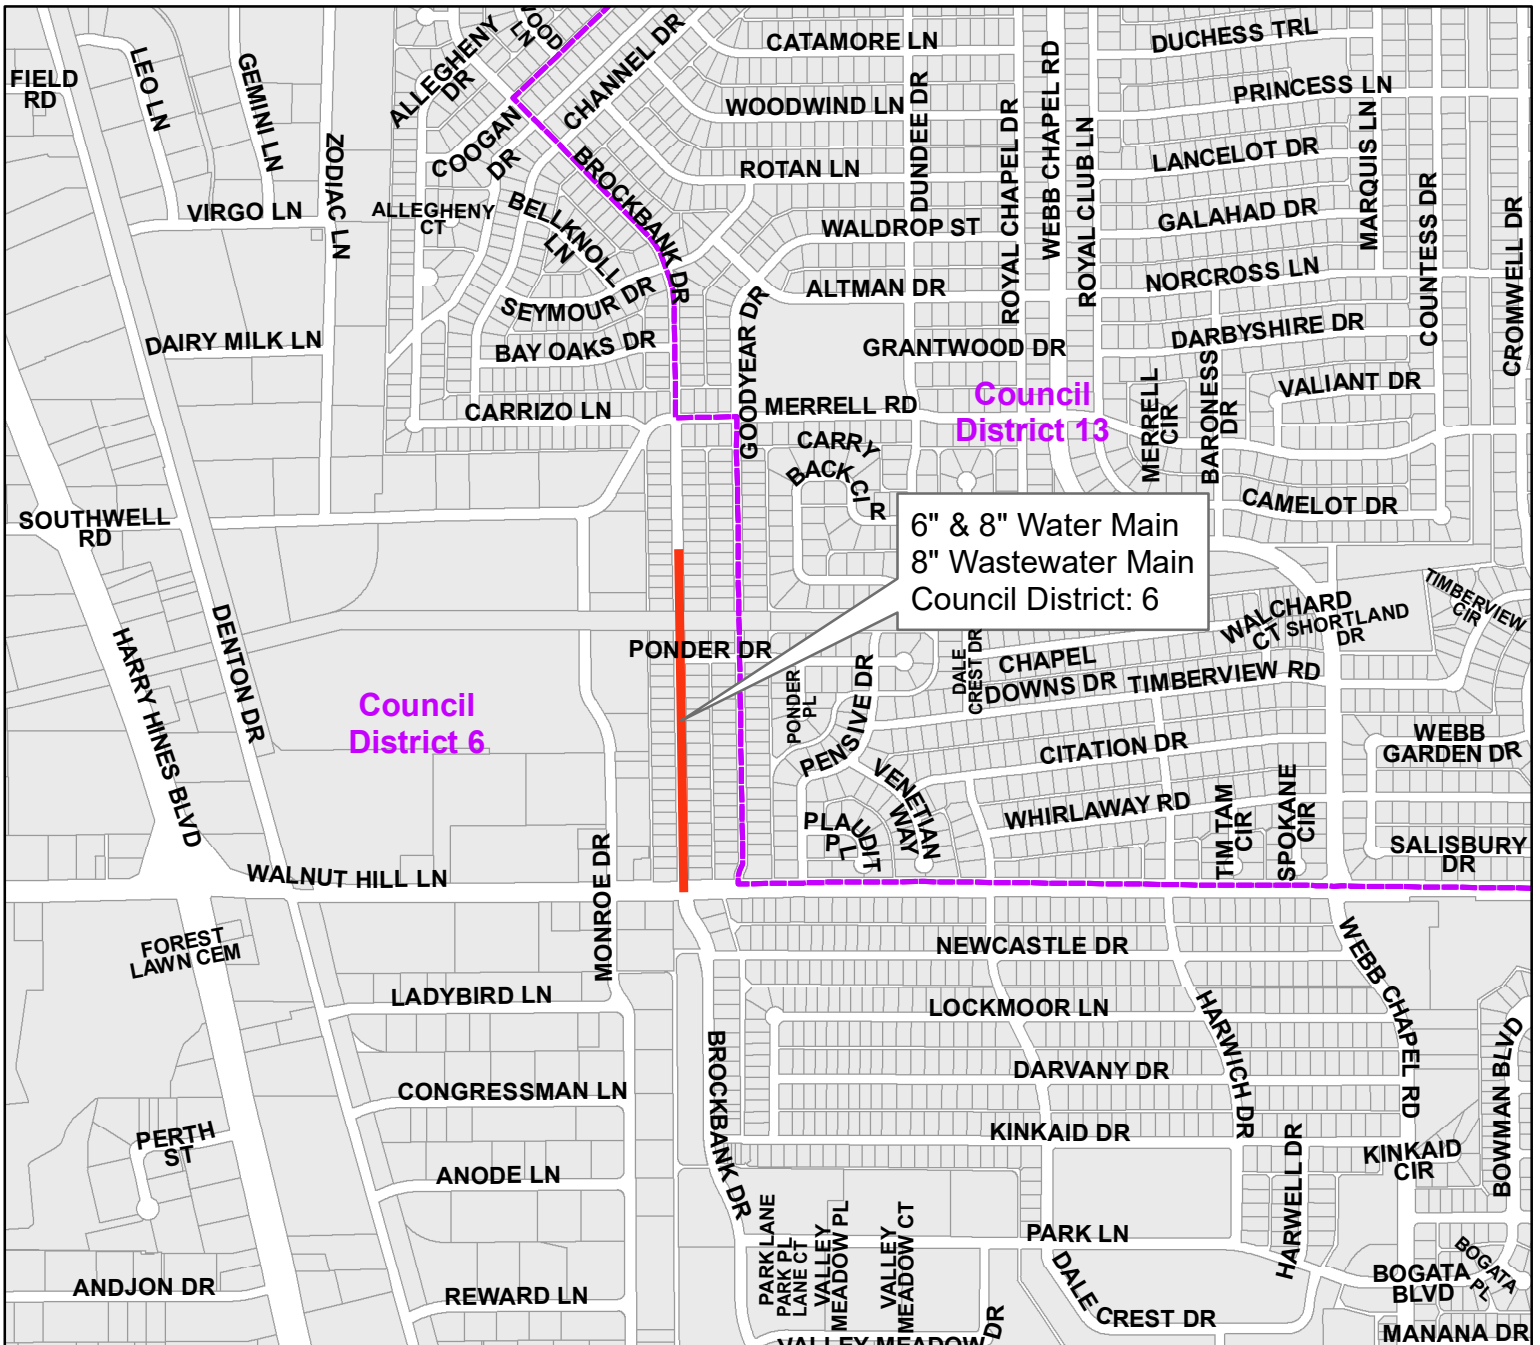 FIELD
RD
LEO LN
GEMINI LN
ZODIAC LN
ALLEGHENY
DR
WOOD
LN
CHANNEL DR
COOGAN
DR
BROCKBANK DR
CATAMORE LN
WOODWIND LN
ROTAN LN
DUNDEE DR
ROYAL CHAPEL DR
WEBB CHAPEL RD
ROYAL CLUB LN
DUCHESS TRL
PRINCESS LN
LANCELOT DR
MARQUIS LN
GALAHAD DR
COUNTESS DR
CROMWELL DR
VIRGO LN
ALLEGHENY
CT
BELLKNOLL
LN
WALDROP ST
NORCROSS LN
SEYMOUR DR
ALTMAN DR
DAIRY MILK LN
BAY OAKS DR
GOODYEAR DR
GRANTWOOD DR
DARBYSHIRE DR
CARRIZO LN
MERRELL RD
Council
District 13
MERRELL
CIR
BARONESS
DR
VALIANT DR
CARRY
BACK CIR
CAMELOT DR
SOUTHWELL
RD
6" & 8" Water Main
8" Wastewater Main
Council District: 6
HARRY HINES BLVD
DENTON DR
PONDER DR
PONDER
PL
PENSIVE DR
DALE
CREST DR
CHAPEL
DOWNS DR
WALCHARD
CT
SHORTLAND
DR
TIMBERVIEW
CIR
TIMBERVIEW RD
Council
District 6
CITATION DR
WEBB
GARDEN DR
VENETIAN
WAY
PLAUDIT
PL
WHIRLAWAY RD
TIM TAM
CIR
SPOKANE
CIR
SALISBURY
DR
WALNUT HILL LN
MONROE DR
FOREST
LAWN CEM
NEWCASTLE DR
WEBB CHAPEL RD
LADYBIRD LN
LOCKMOOR LN
HARWICH DR
BROCKBANK DR
DARVANY DR
BOWMAN BLVD
CONGRESSMAN LN
PERTH
ST
KINKAID DR
HARWELL DR
KINKAID
CIR
ANODE LN
PARK LANE
PARK PL
LANE CT
VALLEY
MEADOW PL
VALLEY
MEADOW CT
PARK LN
DALE CREST DR
BOGATA
BLVD
BOGATA
PL
ANDJON DR
REWARD LN
VALLEY MEADOW DR
MANANA DR